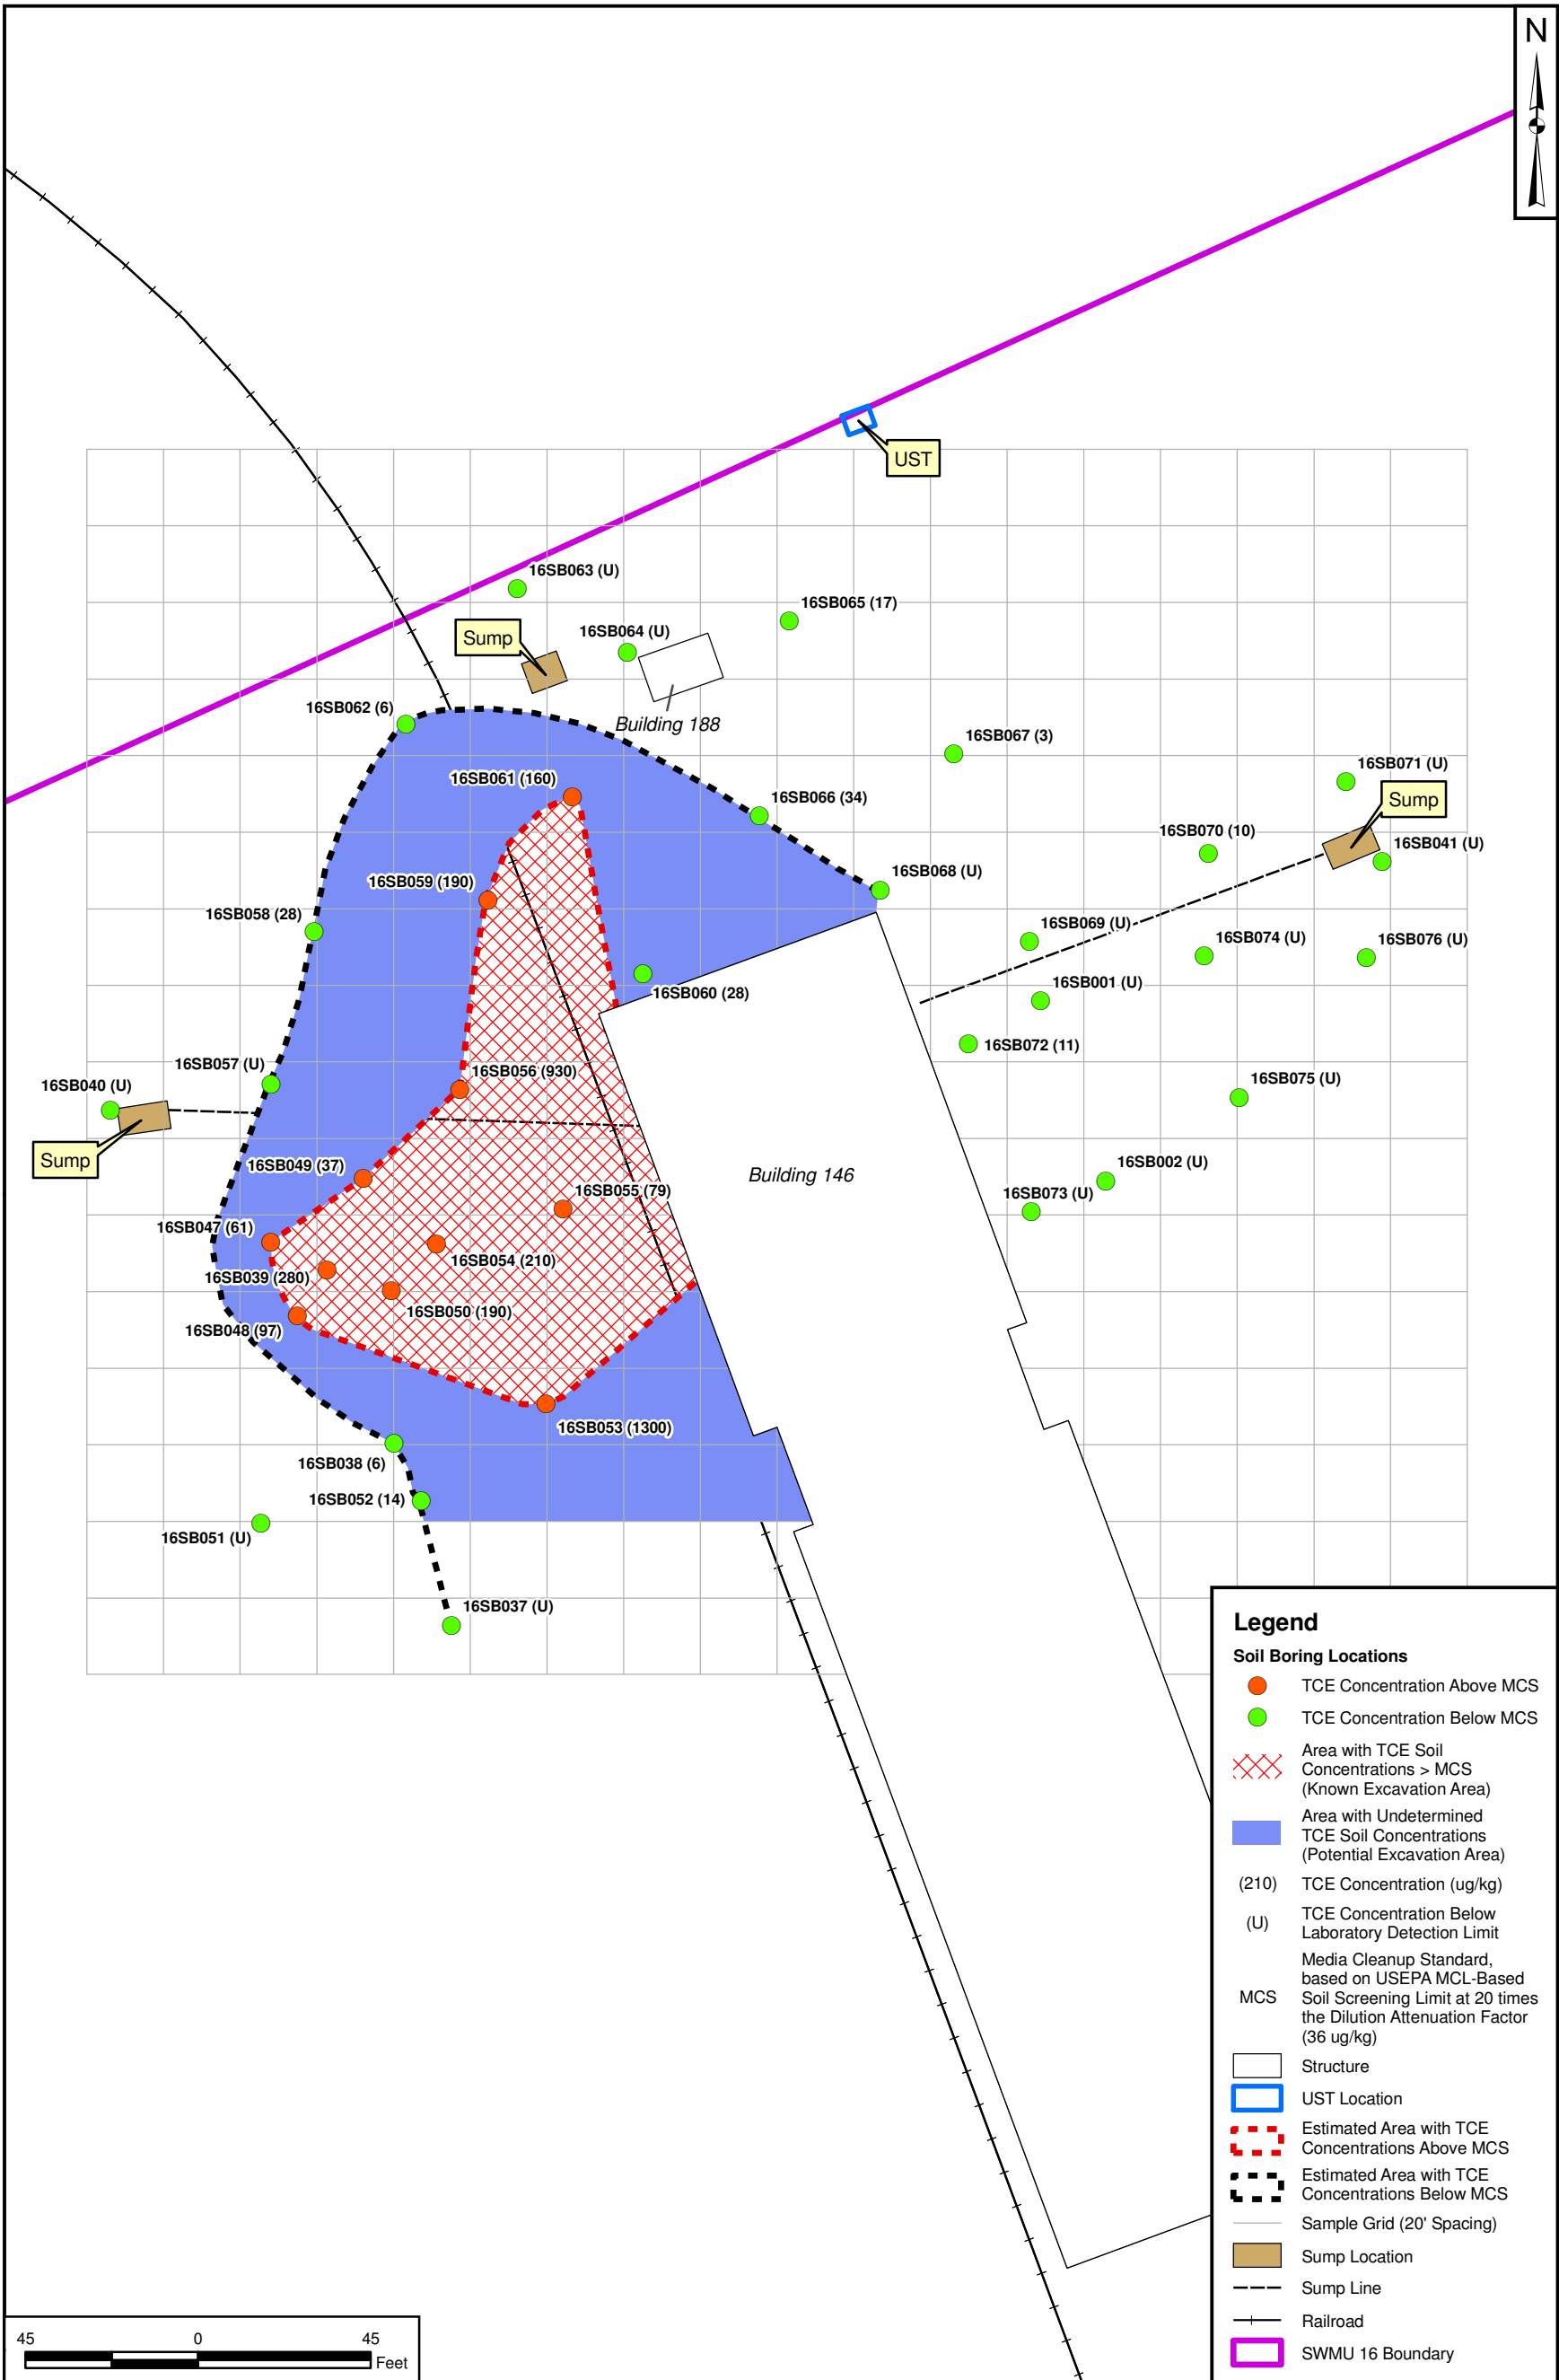 N
UST
16SB063 (U)
16SB065 (17)
Sump
16SB064 (U)
16SB062 (6)
Building 188
16SB067 (3)
16SB071 (U)
16SB061 (160)
16SB066 (34)
Sump
16SB070 (10)
16SB041 (U)
16SB059 (190)
16SB068 (U)
16SB058 (28)
16SB069 (U)
16SB074 (U)
16SB076 (U)
16SB060 (28)
16SB001 (U)
16SB072 (11)
16SB057 (U)
16SB056 (930)
16SB040 (U)
16SB075 (U)
Sump
16SB049 (37)
Building 146
16SB002 (U)
16SB055 (79)
16SB073 (U)
16SB047 (61)
16SB054 (210)
16SB039 (280)
16SB050 (190)
16SB048 (97)
16SB053 (1300)
16SB038 (6)
16SB052 (14)
16SB051 (U)
16SB037 (U)
Legend
Soil Boring Locations
TCE Concentration Above MCS
TCE Concentration Below MCS
Area with TCE Soil
Concentrations > MCS
(Known Excavation Area)
Area with Undetermined
TCE Soil Concentrations
(Potential Excavation Area)
(210) TCE Concentration (ug/kg)
(U) TCE Concentration Below
Laboratory Detection Limit
MCS Media Cleanup Standard,
based on USEPA MCL-Based
Soil Screening Limit at 20 times
the Dilution Attenuation Factor
(36 ug/kg)
Structure
UST Location
Estimated Area with TCE
Concentrations Above MCS
Estimated Area with TCE
Concentrations Below MCS
Sample Grid (20' Spacing)
Sump Location
Sump Line
Railroad
SWMU 16 Boundary
45 0 45
Feet